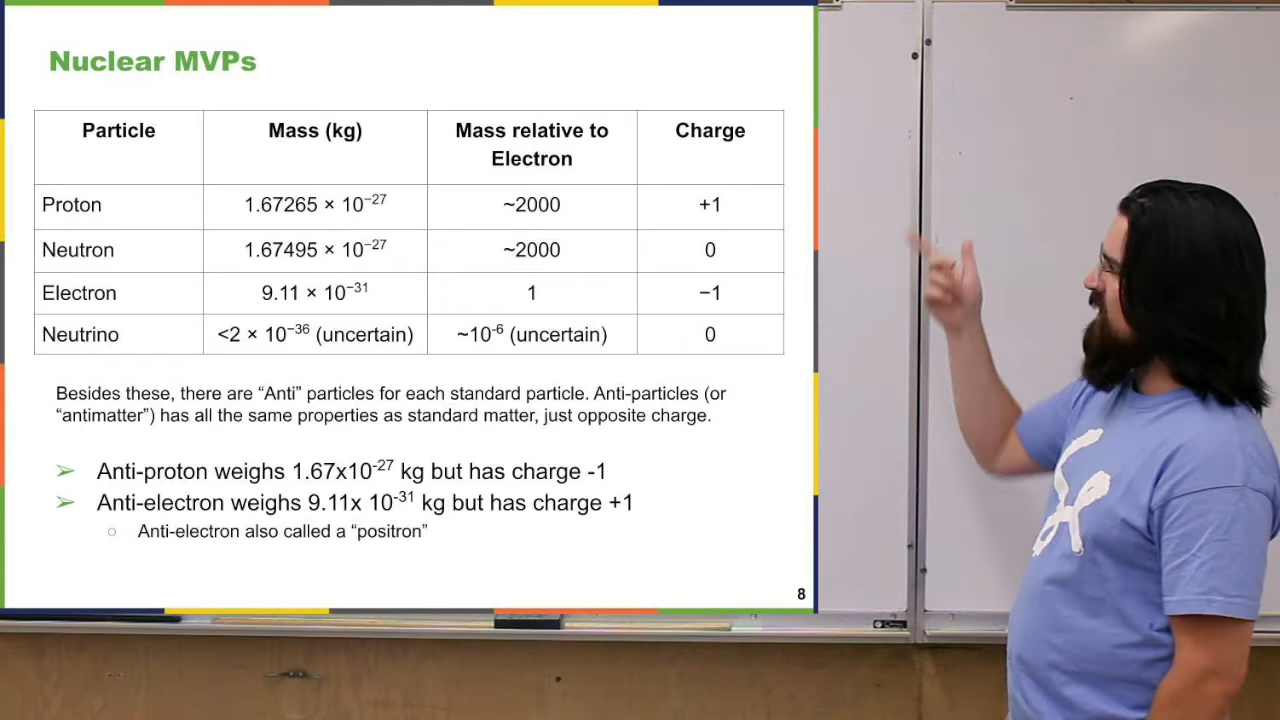 Nuclear MVPs
Particle Mass (kg) Mass relative to Electron Charge
Proton 1.67265 × 10⁻²⁷ ~2000 +1
Neutron 1.67495 × 10⁻²⁷ ~2000 0
Electron 9.11 × 10⁻³¹ 1 −1
Neutrino <2 × 10⁻³⁶ (uncertain) ~10⁻⁶ (uncertain) 0
Besides these, there are “Anti” particles for each standard particle. Anti-particles (or
“antimatter”) has all the same properties as standard matter, just opposite charge.
➢ Anti-proton weighs 1.67x10⁻²⁷ kg but has charge -1
➢ Anti-electron weighs 9.11x 10⁻³¹ kg but has charge +1
○ Anti-electron also called a “positron”
8